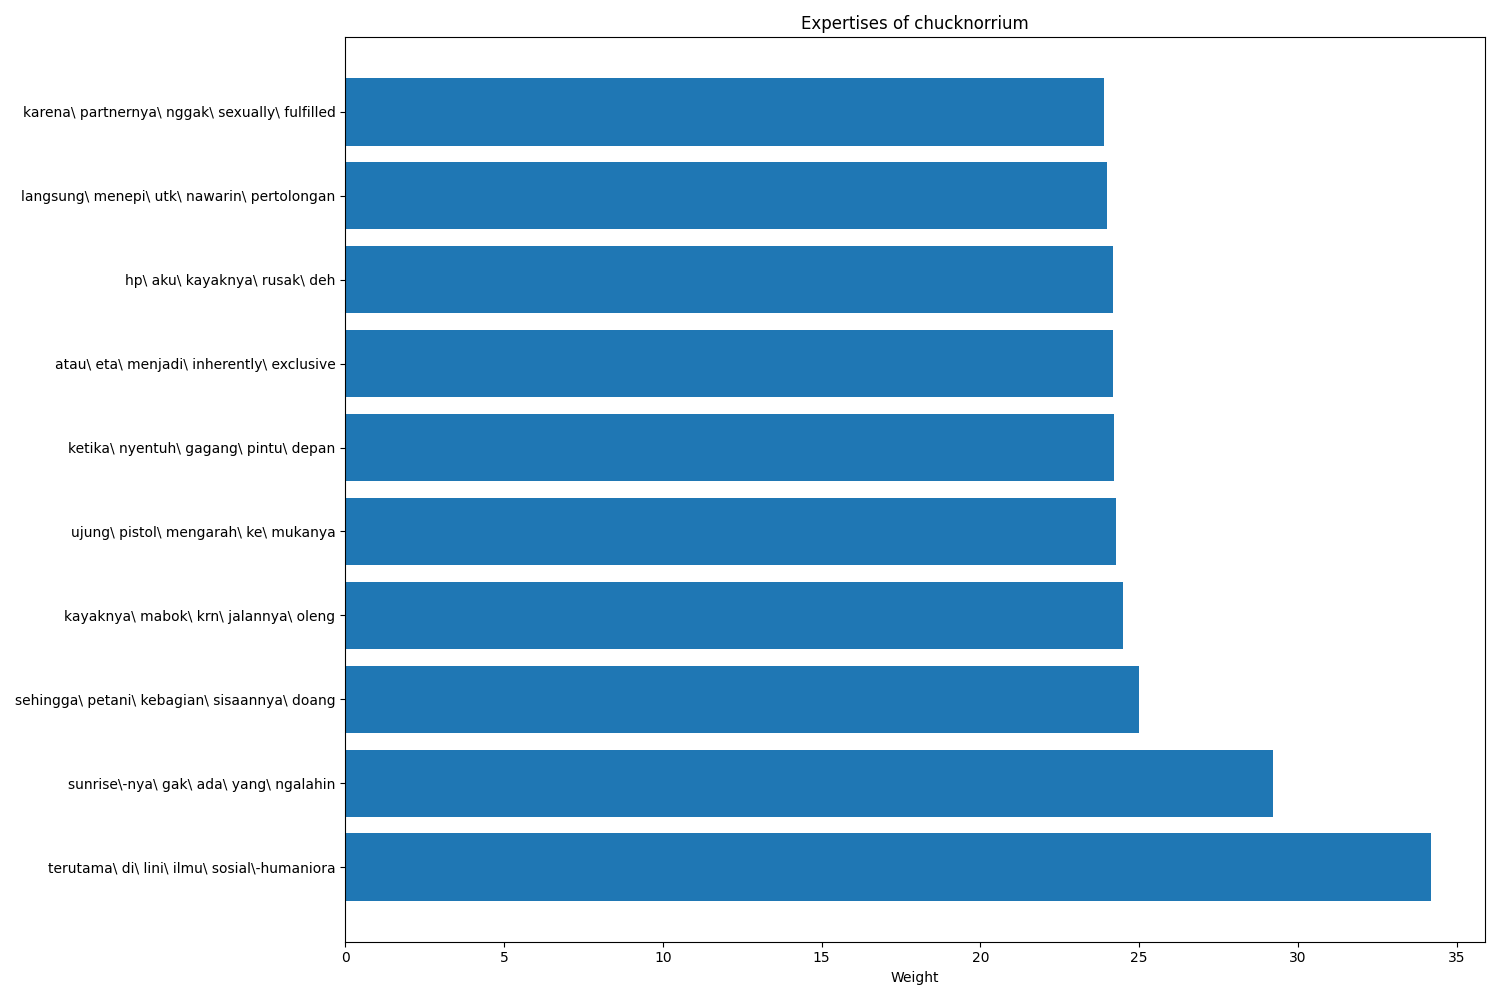 Expertises of chucknorrium
karena\ partnernya\ nggak\ sexually\ fulfilled
langsung\ menepi\ utk\ nawarin\ pertolongan
hp\ aku\ kayaknya\ rusak\ deh
atau\ eta\ menjadi\ inherently\ exclusive
ketika\ nyentuh\ gagang\ pintu\ depan
ujung\ pistol\ mengarah\ ke\ mukanya
kayaknya\ mabok\ krn\ jalannya\ oleng
sehingga\ petani\ kebagian\ sisaannya\ doang
sunrise\-nya\ gak\ ada\ yang\ ngalahin
terutama\ di\ lini\ ilmu\ sosial\-humaniora
0 5 10 15 20 25 30 35
Weight